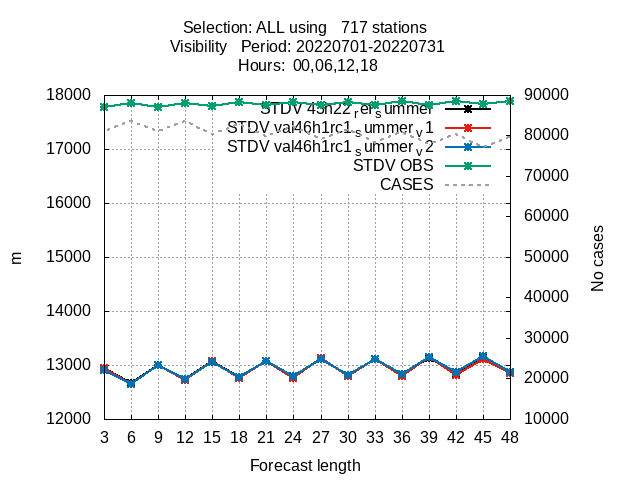 Selection: ALL using   717 stations
Visibility   Period: 20220701-20220731
Hours:  00,06,12,18
STDV 43h22_ref_summer
STDV val46h1rc1_summer_v1
STDV val46h1rc1_summer_v2
STDV OBS
CASES
18000
17000
16000
15000
14000
13000
12000
m
90000
80000
70000
60000
50000
40000
30000
20000
10000
No cases
3 6 9 12 15 18 21 24 27 30 33 36 39 42 45 48
Forecast length